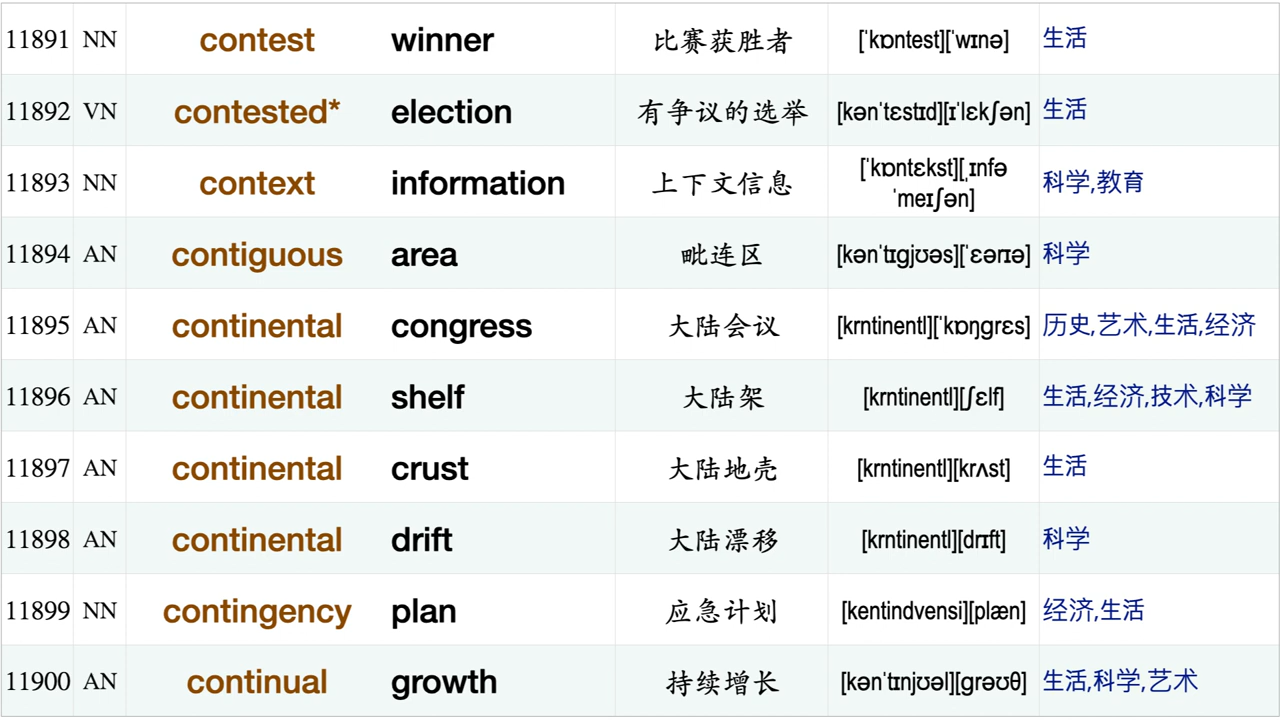 11891 NN contest winner 比赛获胜者 [ˈkɒntest][ˈwɪnə] 生活
11892 VN contested* election 有争议的选举 [kənˈtɛstɪd][ɪˈlɛkʃən] 生活
11893 NN context information 上下文信息 [ˈkɒntɛkst][ˌɪnfəˈmeɪʃən] 科学,教育
11894 AN contiguous area 毗连区 [kənˈtɪgjʊəs][ˈɛərɪə] 科学
11895 AN continental congress 大陆会议 [krntinentl][ˈkɒŋgrɛs] 历史,艺术,生活,经济
11896 AN continental shelf 大陆架 [krntinentl][ʃɛlf] 生活,经济,技术,科学
11897 AN continental crust 大陆地壳 [krntinentl][krʌst] 生活
11898 AN continental drift 大陆漂移 [krntinentl][drɪft] 科学
11899 NN contingency plan 应急计划 [kentindvensi][plæn] 经济,生活
11900 AN continual growth 持续增长 [kənˈtɪnjʊəl][grəʊθ] 生活,科学,艺术